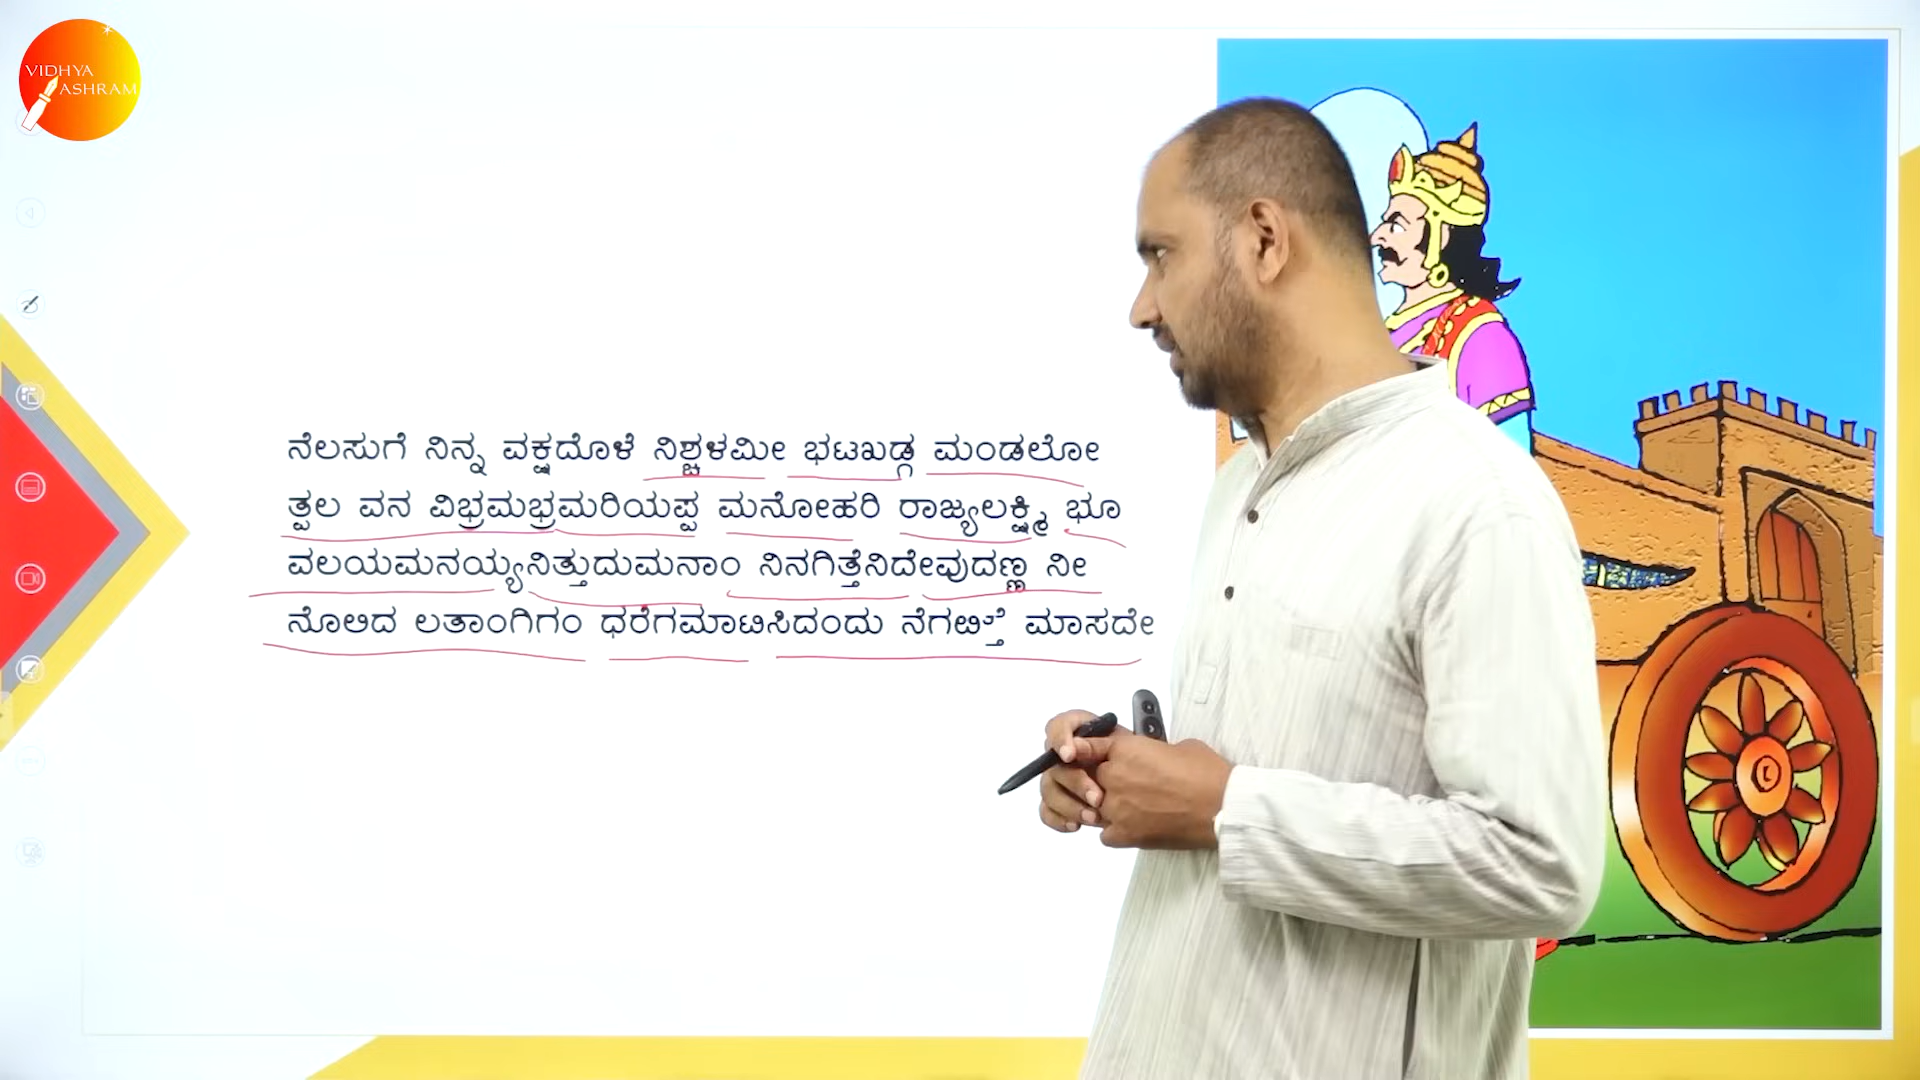 VIDHYA
ASHRAM
ನೆಲಸುಗೆ ನಿನ್ನ ವಕ್ಷದೊಳೆ ನಿಶ್ಚಳಮೀ ಭಟಖಡ್ಗ ಮಂಡಲೋ
ತ್ಪಲ ವನ ವಿಭ್ರಮಭ್ರಮರಿಯಪ್ಪ ಮನೋಹರಿ ರಾಜ್ಯಲಕ್ಷ್ಮಿ ಭೂ
ವಲಯಮನಯ್ಯನಿತ್ತುದುಮನಾಂ ನಿನಗಿತ್ತೆನಿದೇವುದಣ್ಣ ನೀ
ನೊಲಿದ ಲತಾಂಗಿಗಂ ಧರೆಗಮಾಟಿಸಿದಂದು ನೆಗೞ್ತೆ ಮಾಸದೇ